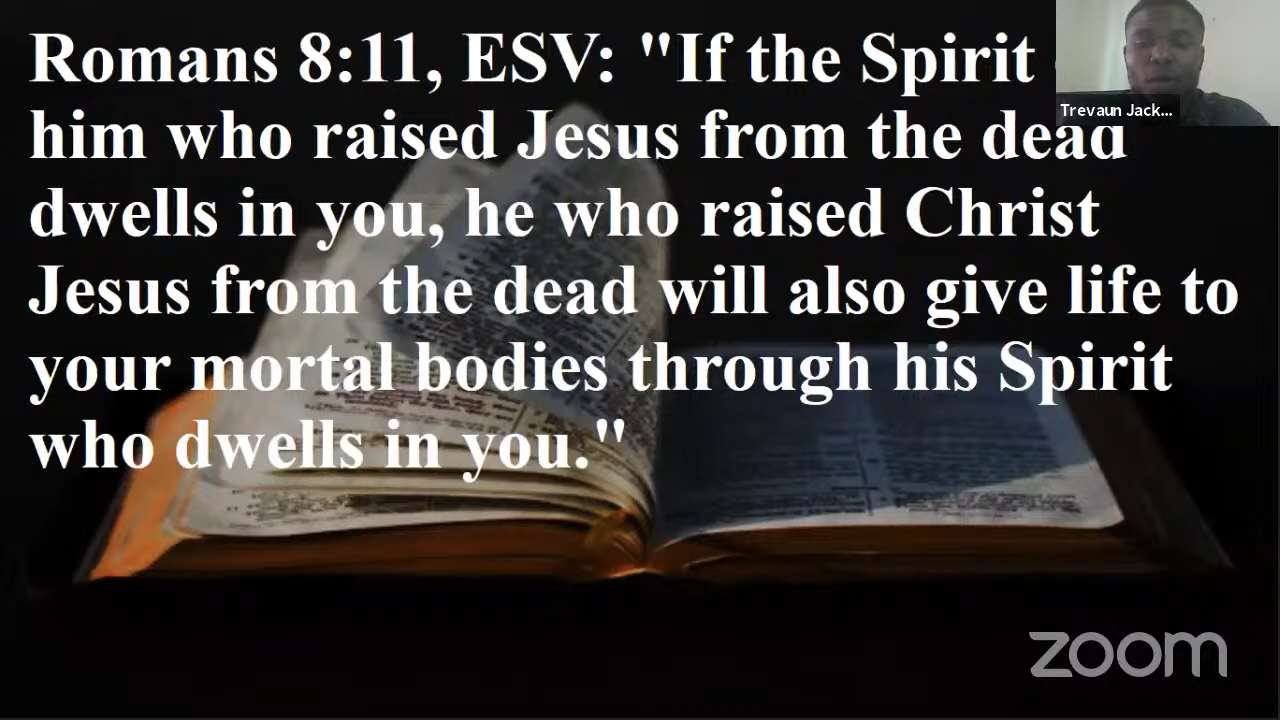 Romans 8:11, ESV: "If the Spirit
him who raised Jesus from the dead
dwells in you, he who raised Christ
Jesus from the dead will also give life to
your mortal bodies through his Spirit
who dwells in you."
Trevaun Jack...
zoom